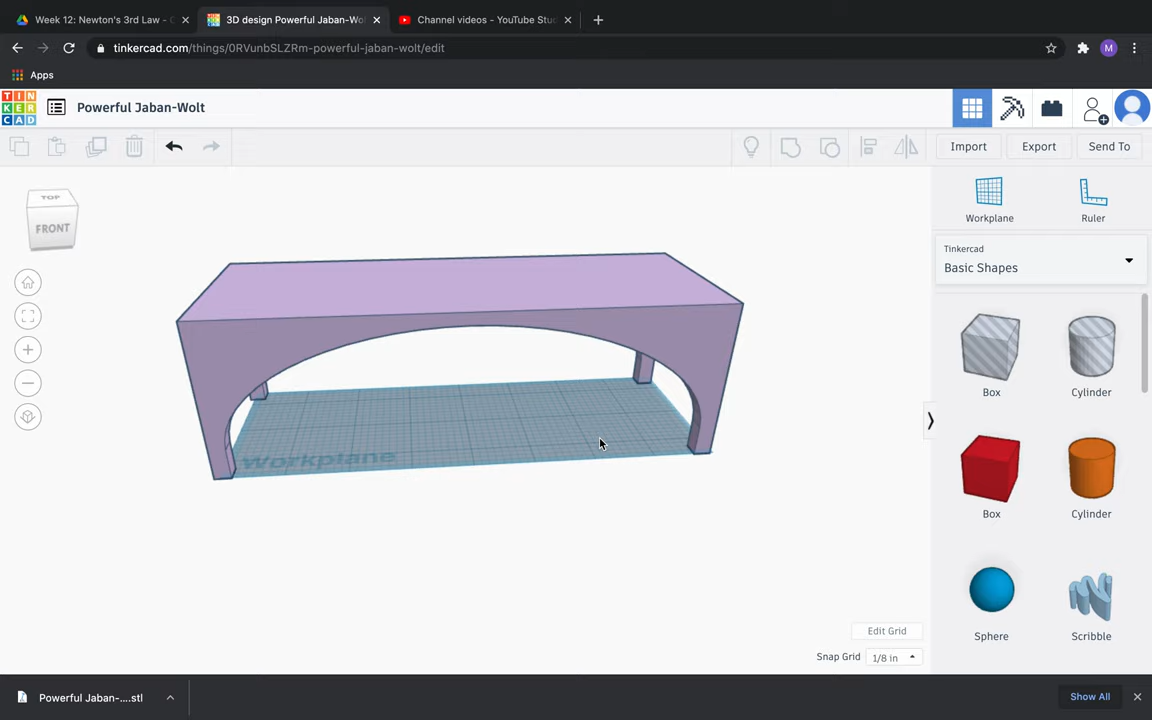 Week 12: Newton's 3rd Law - G
3D design Powerful Jaban-Wol
Channel videos - YouTube Stu
tinkercad.com/things/0RVunbSLZRm-powerful-jaban-wolt/edit
M
Apps
TIN
KER
CAD
Powerful Jaban-Wolt
Import
Export
Send To
TOP
FRONT
Workplane
Ruler
Tinkercad
Basic Shapes
Box
Cylinder
Box
Cylinder
Workplane
Sphere
Scribble
Edit Grid
Snap Grid 1/8 in
Powerful Jaban-....stl
Show All